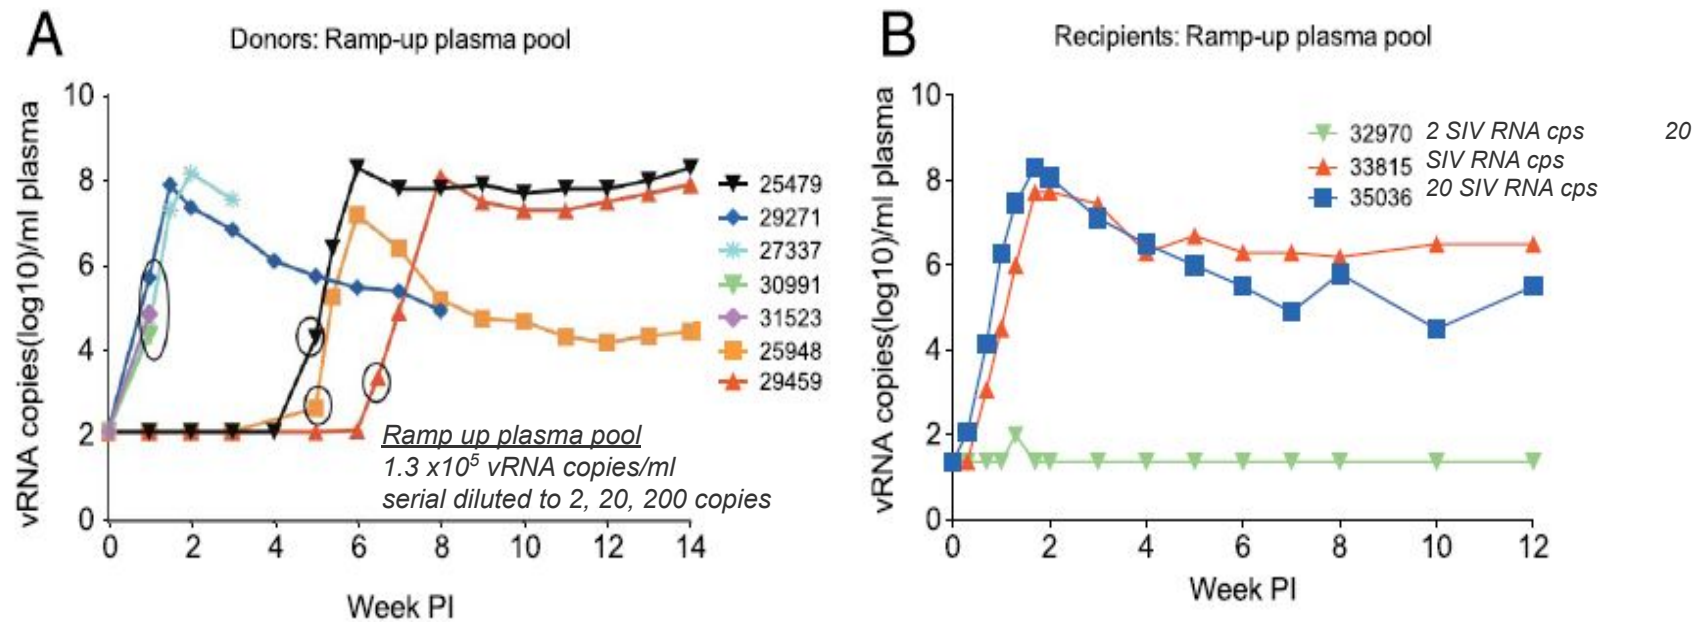 A
Donors: Ramp-up plasma pool
vRNA copies(log10)/ml plasma
10
8
6
4
2
0
0 2 4 6 8 10 12 14
Week PI
25479
29271
27337
30991
31523
25948
29459
Ramp up plasma pool
1.3 x10⁵ vRNA copies/ml
serial diluted to 2, 20, 200 copies
B
Recipients: Ramp-up plasma pool
vRNA copies(log10)/ml plasma
10
8
6
4
2
0
0 2 4 6 8 10 12
Week PI
32970 2 SIV RNA cps 20
33815 SIV RNA cps
35036 20 SIV RNA cps